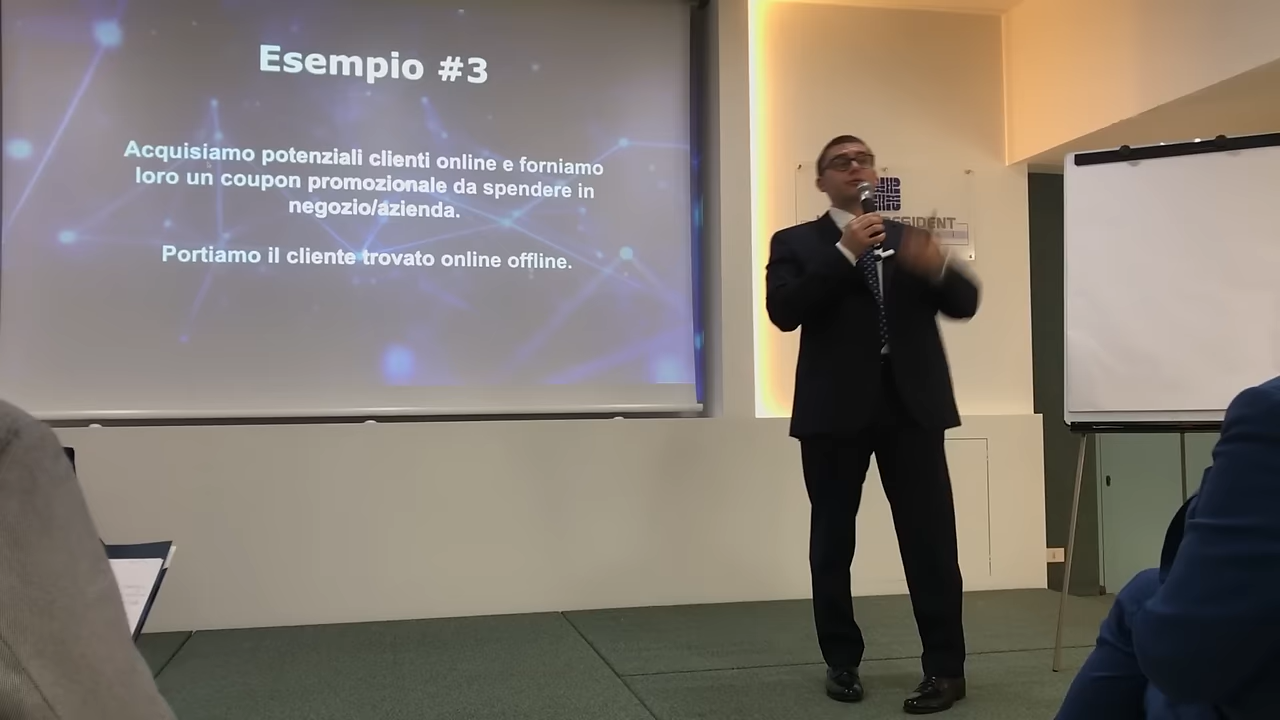 Esempio #3
Acquisiamo potenziali clienti online e forniamo
loro un coupon promozionale da spendere in
negozio/azienda.
Portiamo il cliente trovato online offline.